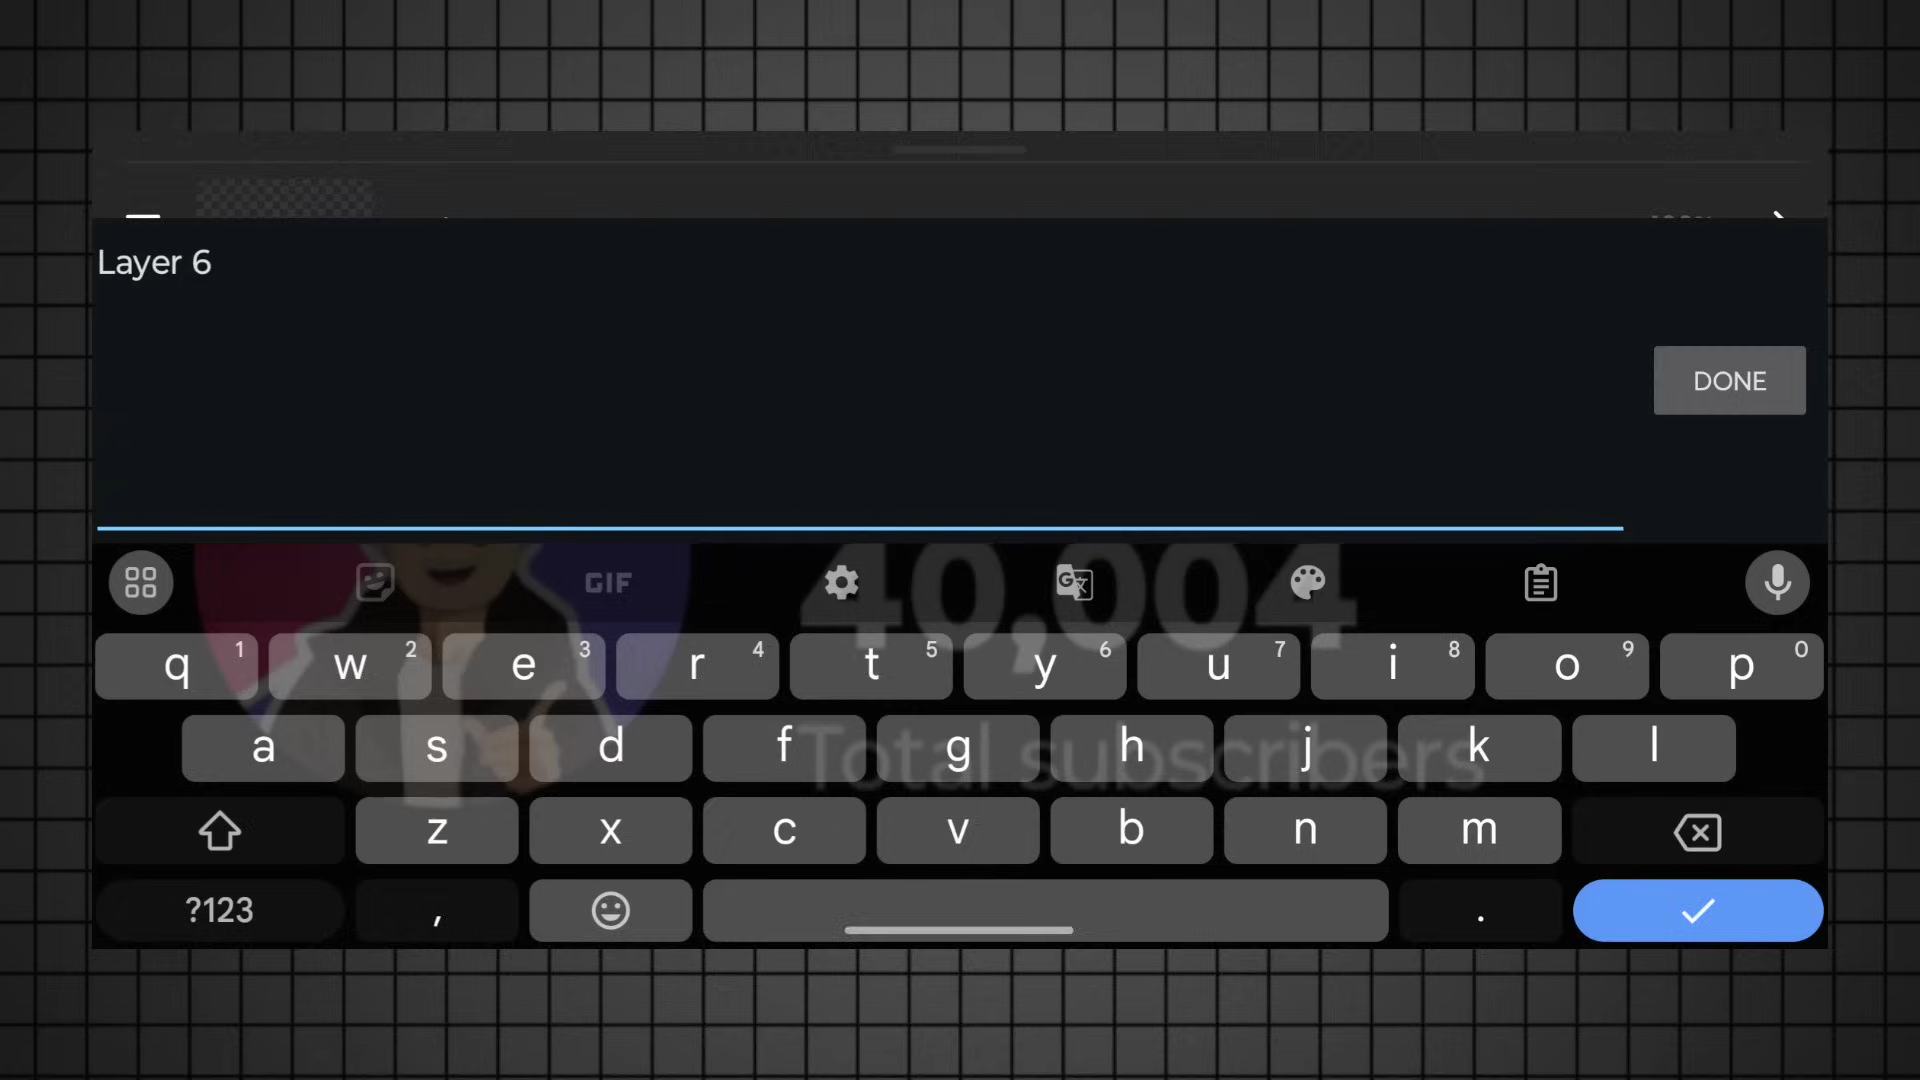 Layer 6
DONE
GIF
40,004
q 1 w 2 e 3 r 4 t 5 y 6 u 7 i 8 o 9 p 0
a s d f g h j k l
Total subscribers
z x c v b n m
?123 , .